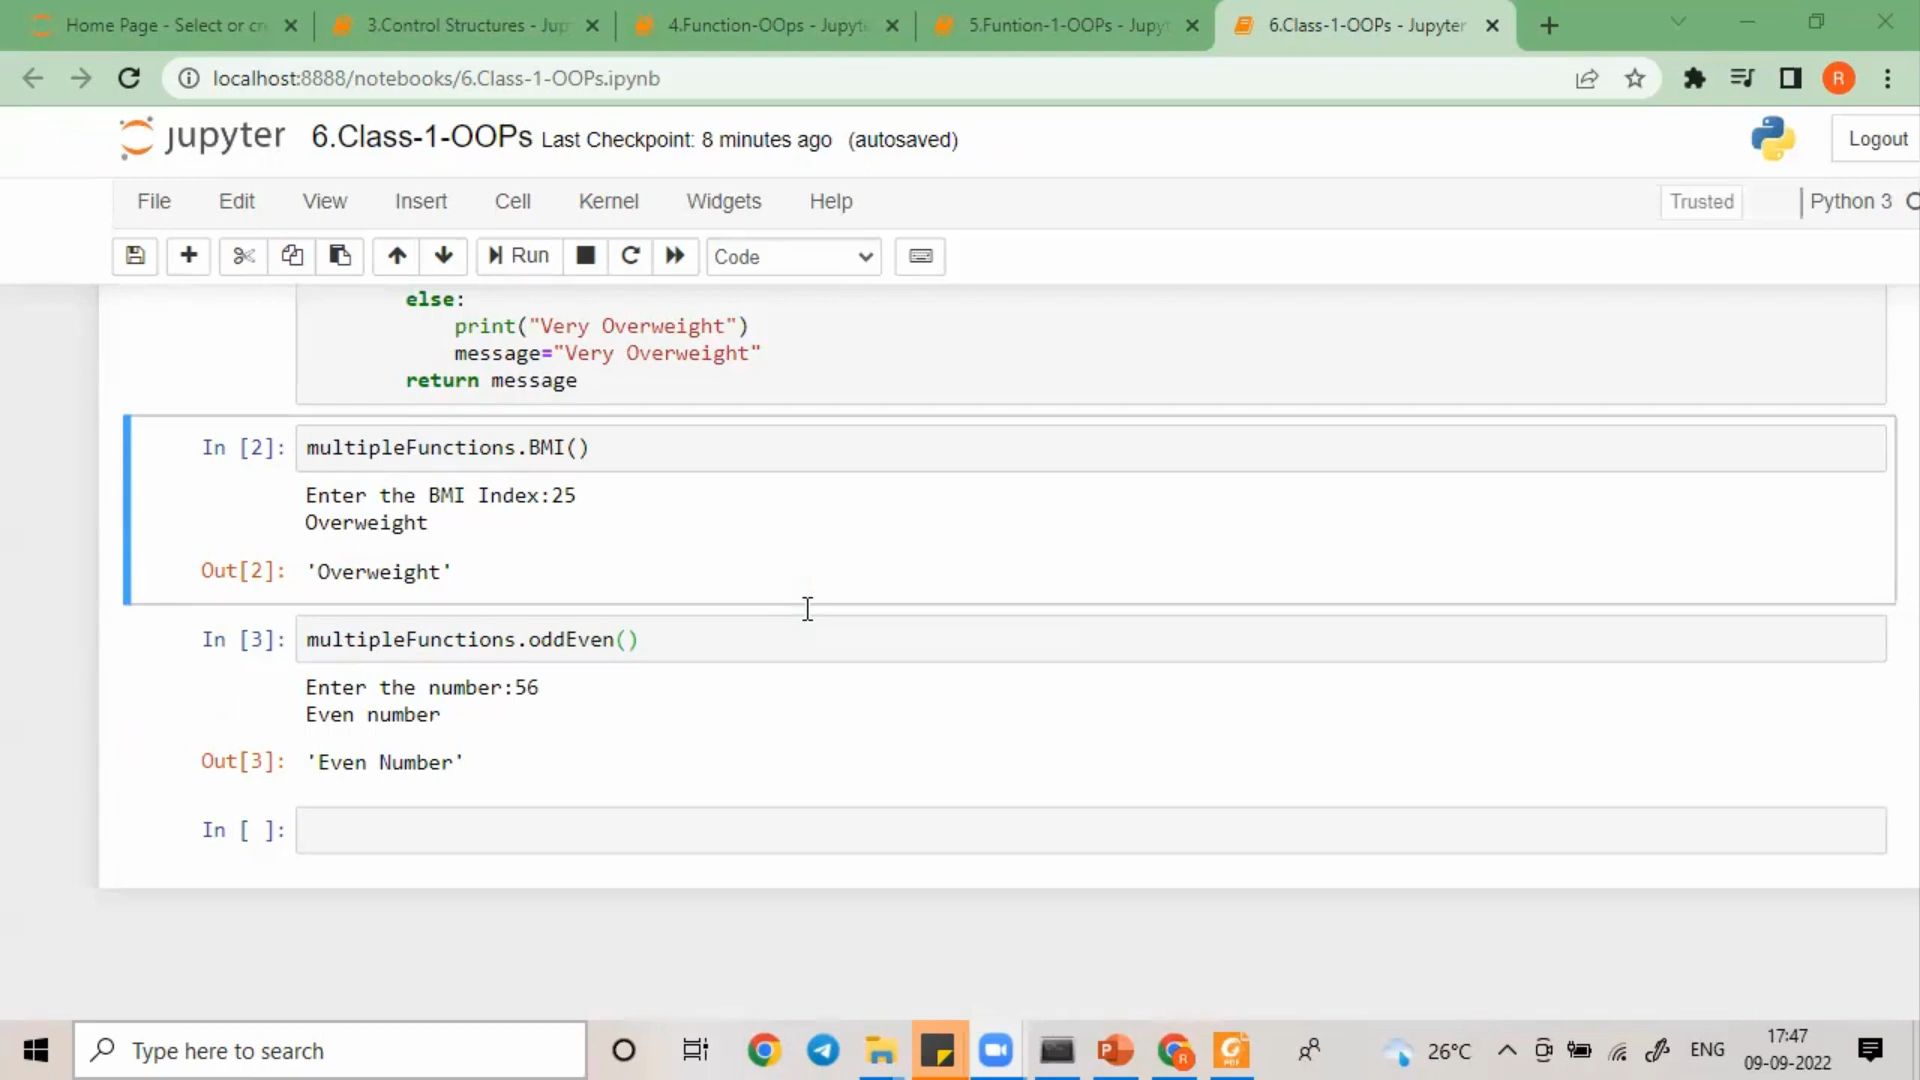 Home Page - Select or cre
3.Control Structures - Jup
4.Function-OOps - Jupyte
5.Funtion-1-OOPs - Jupyt
6.Class-1-OOPs - Jupyter
localhost:8888/notebooks/6.Class-1-OOPs.ipynb
R
jupyter 6.Class-1-OOPs Last Checkpoint: 8 minutes ago (autosaved)
Logout
File Edit View Insert Cell Kernel Widgets Help
Trusted
Python 3
Run
Code
else:
print("Very Overweight")
message="Very Overweight"
return message
In [2]: multipleFunctions.BMI()
Enter the BMI Index:25
Overweight
Out[2]: 'Overweight'
In [3]: multipleFunctions.oddEven()
Enter the number:56
Even number
Out[3]: 'Even Number'
In [ ]:
Type here to search
26°C
ENG
17:47
09-09-2022